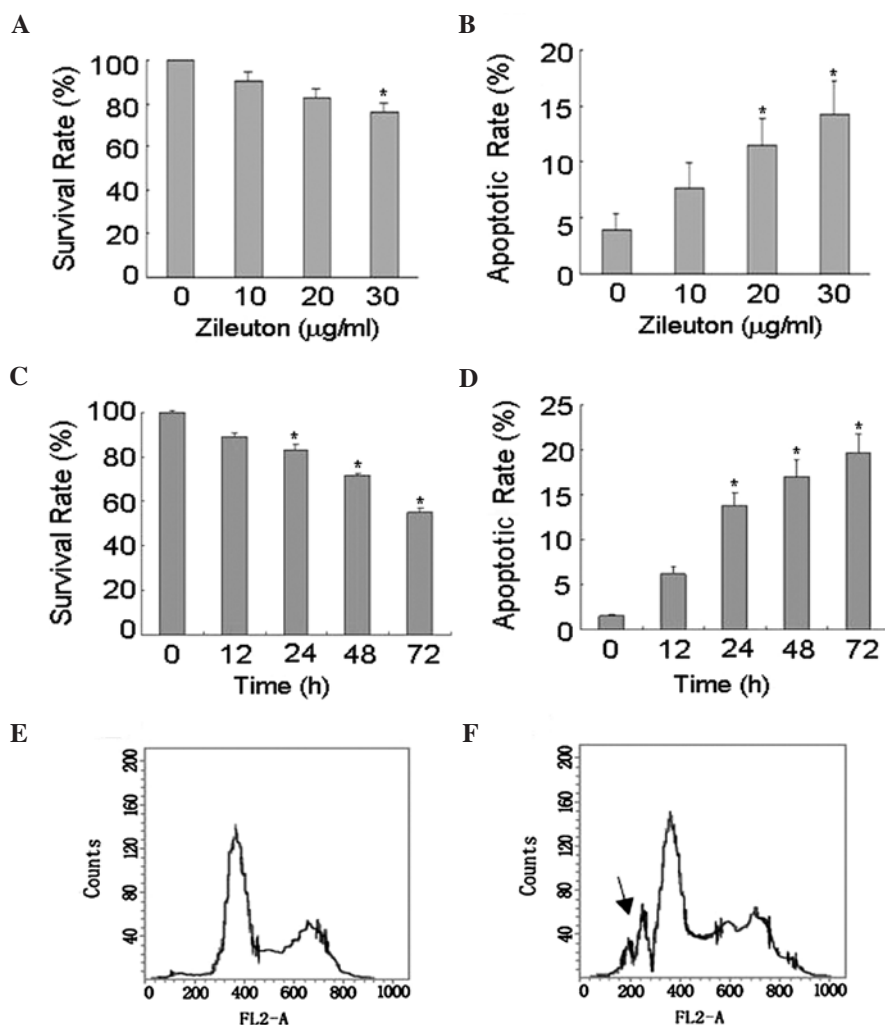 A
Survival Rate (%)
100
80
60
40
20
0
*
0 10 20 30
Zileuton (μg/ml)
B
Apoptotic Rate (%)
20
15
10
5
0
* *
0 10 20 30
Zileuton (μg/ml)
C
Survival Rate (%)
100
80
60
40
20
0
* * *
0 12 24 48 72
Time (h)
D
Apoptotic Rate (%)
25
20
15
10
5
0
* * *
0 12 24 48 72
Time (h)
E
Counts
200
160
120
80
40
0 200 400 600 800 1000
FL2-A
F
Counts
200
160
120
80
40
0 200 400 600 800 1000
FL2-A